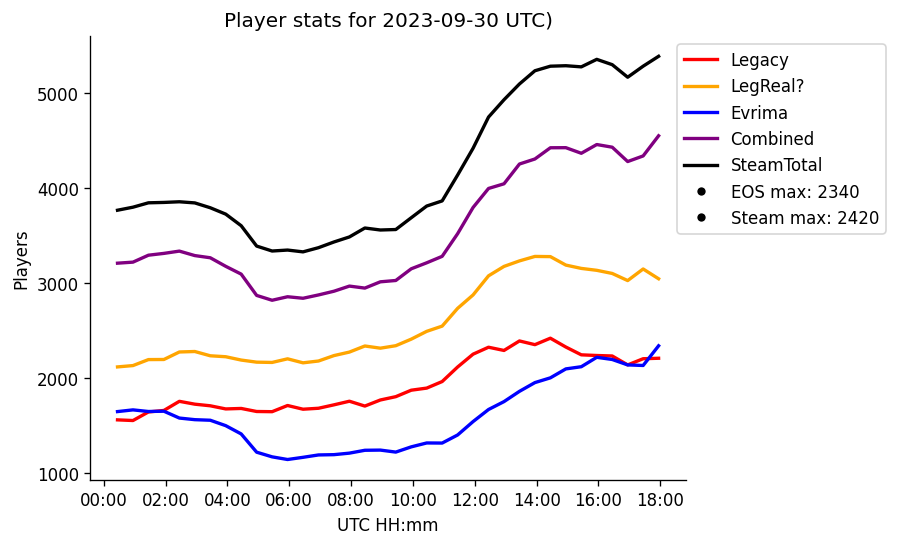 Player stats for 2023-09-30 UTC)
Legacy
LegReal?
Evrima
Combined
SteamTotal
EOS max: 2340
Steam max: 2420
Players
5000
4000
3000
2000
1000
00:00 02:00 04:00 06:00 08:00 10:00 12:00 14:00 16:00 18:00
UTC HH:mm